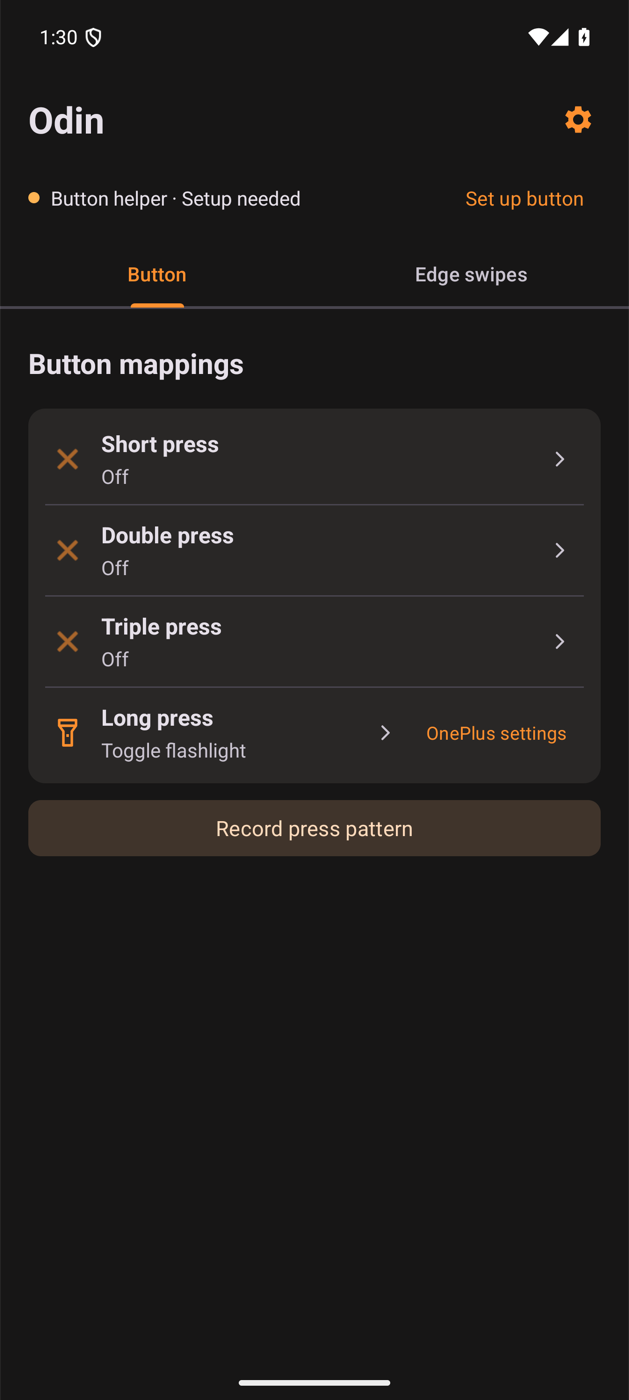 1:30
Odin
Button helper · Setup needed
Set up button
Button
Edge swipes
Button mappings
Short press
Off
Double press
Off
Triple press
Off
Long press
Toggle flashlight
OnePlus settings
Record press pattern